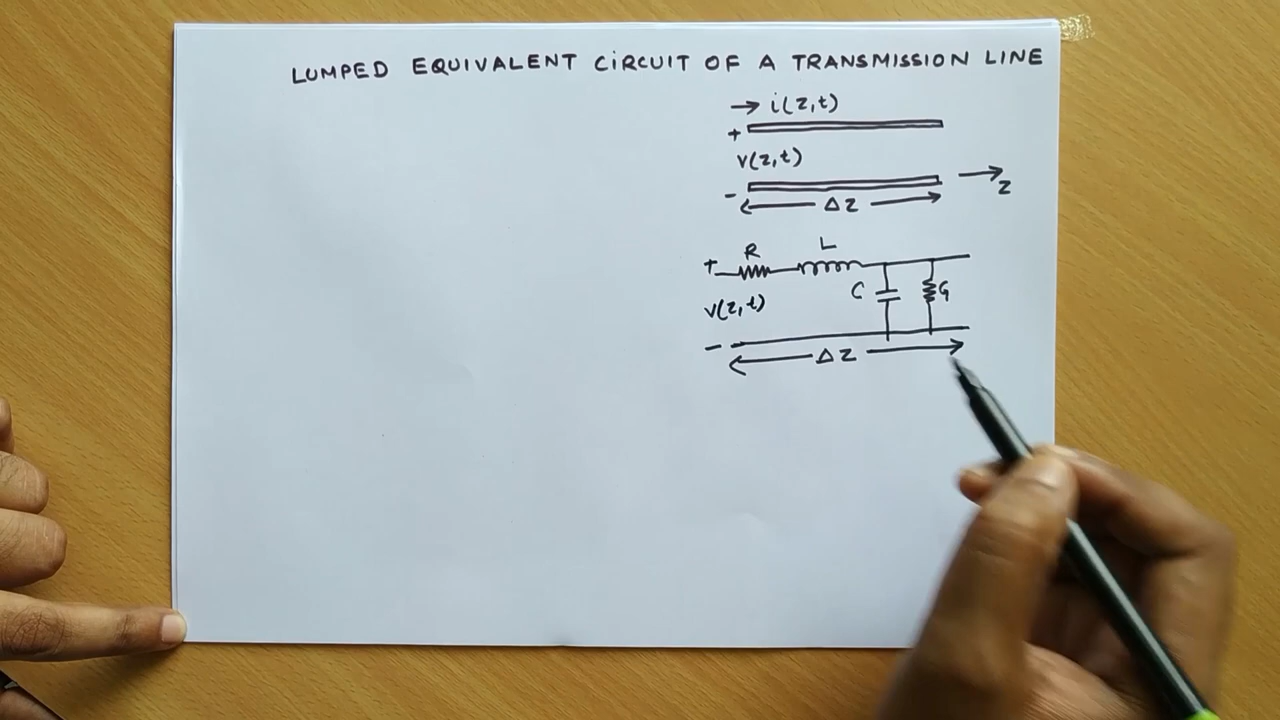 LUMPED EQUIVALENT CIRCUIT OF A TRANSMISSION LINE
→ i(z,t)
+
v(z,t)
→ z
-
Δz
R L
+
C G
v(z,t)
-
Δz